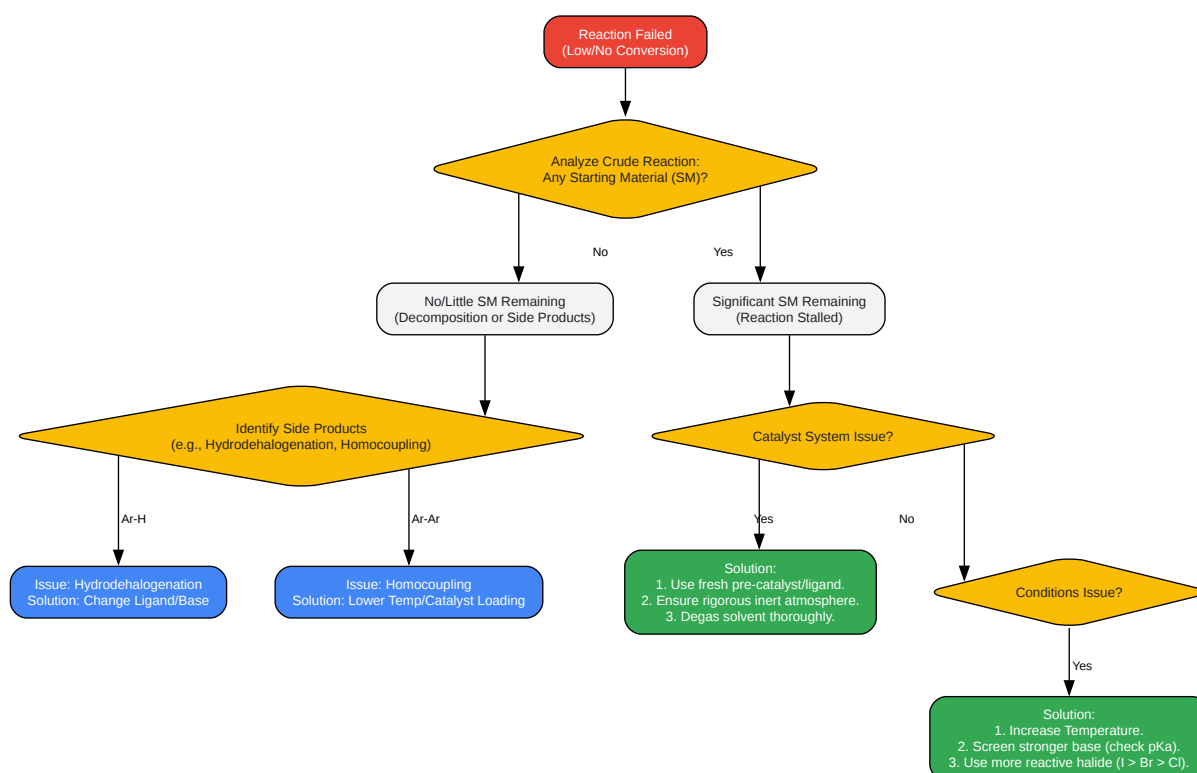 Reaction Failed
(Low/No Conversion)
Analyze Crude Reaction:
Any Starting Material (SM)?
No
Yes
No/Little SM Remaining
(Decomposition or Side Products)
Significant SM Remaining
(Reaction Stalled)
Identify Side Products
(e.g., Hydrodehalogenation, Homocoupling)
Catalyst System Issue?
Ar-H
Ar-Ar
Yes
No
Issue: Hydrodehalogenation
Solution: Change Ligand/Base
Issue: Homocoupling
Solution: Lower Temp/Catalyst Loading
Solution:
1. Use fresh pre-catalyst/ligand.
2. Ensure rigorous inert atmosphere.
3. Degas solvent thoroughly.
Conditions Issue?
Yes
Solution:
1. Increase Temperature.
2. Screen stronger base (check pKa).
3. Use more reactive halide (I > Br > Cl).